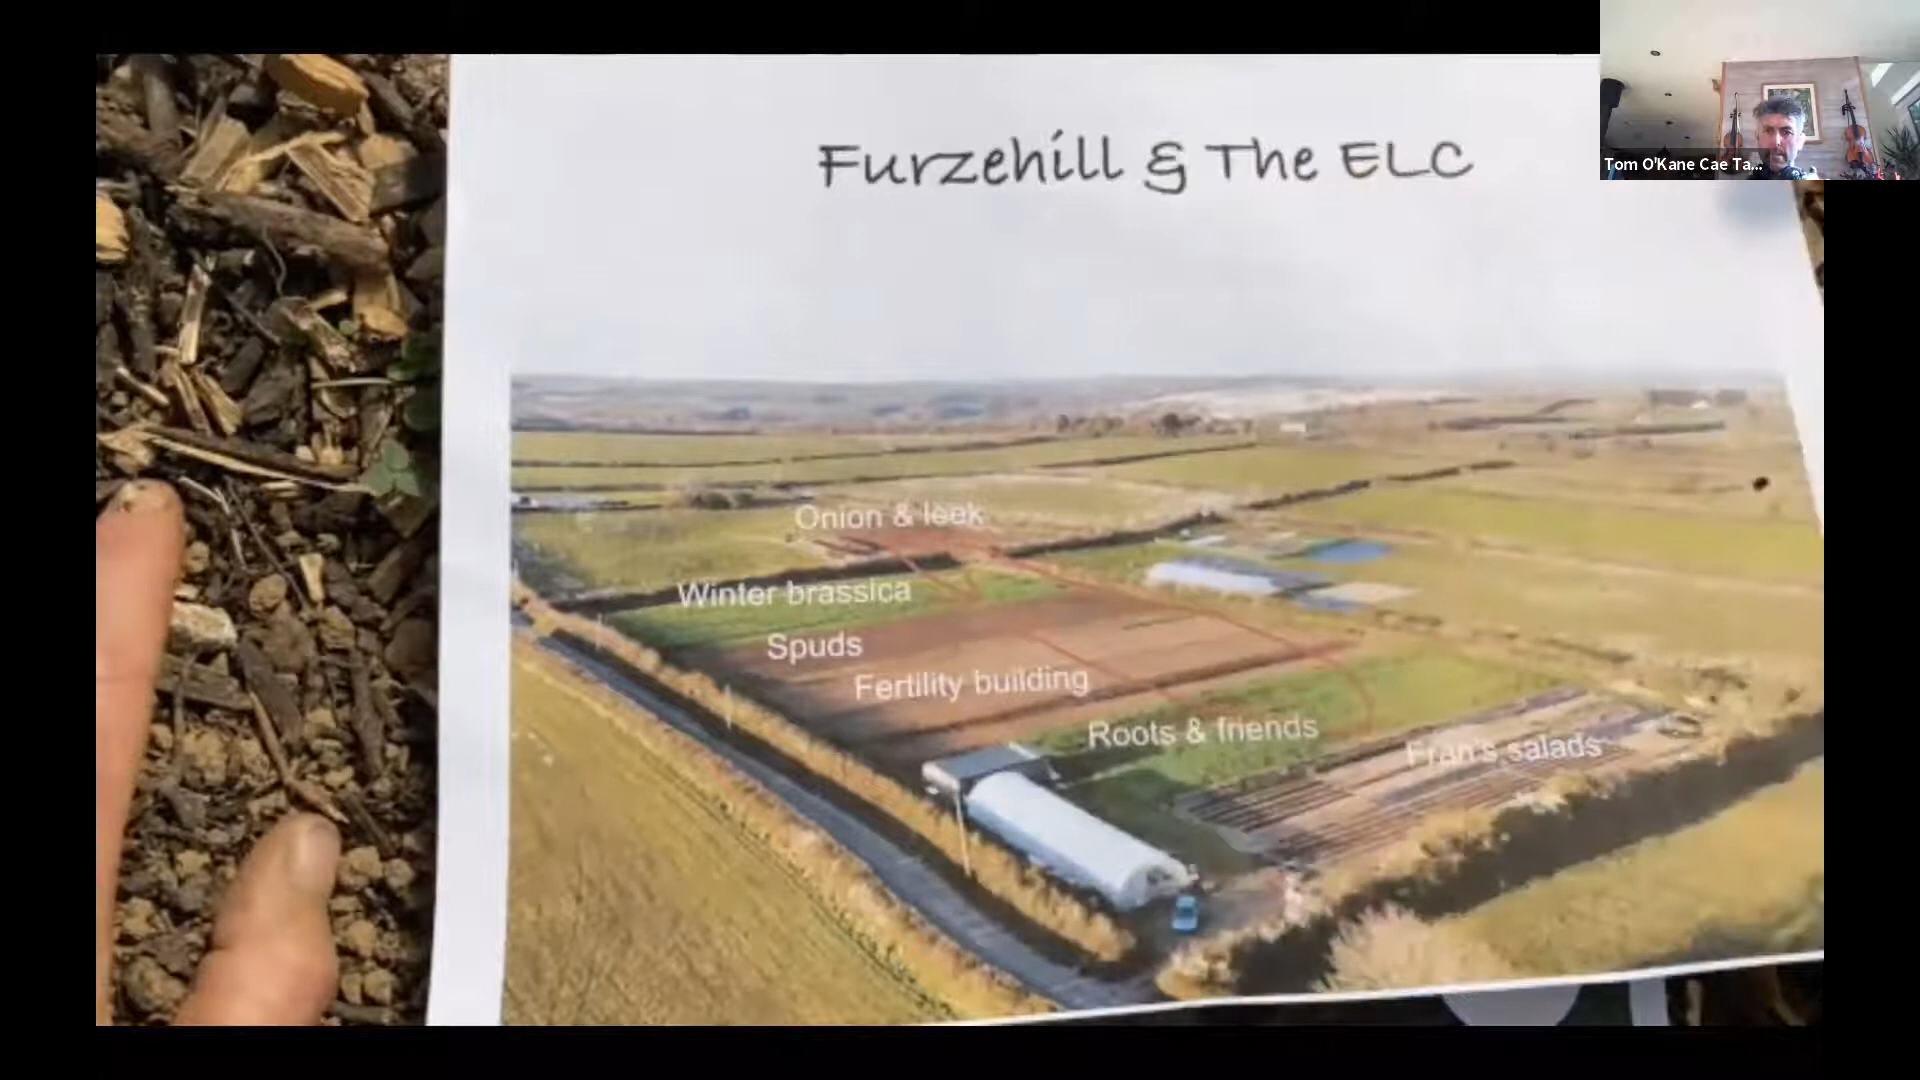 Furzehill & The ELC
Tom O'Kane Cae Ta...
Onion & leek
Winter brassica
Spuds
Fertility building
Roots & friends
Fran's salads